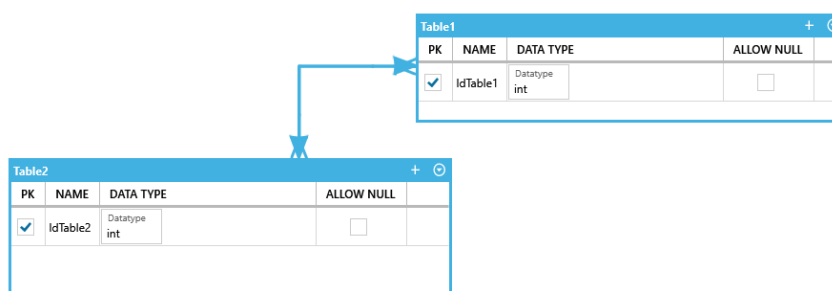 Table1 +
PK NAME DATA TYPE ALLOW NULL
IdTable1 Datatype
int
Table2 +
PK NAME DATA TYPE ALLOW NULL
IdTable2 Datatype
int